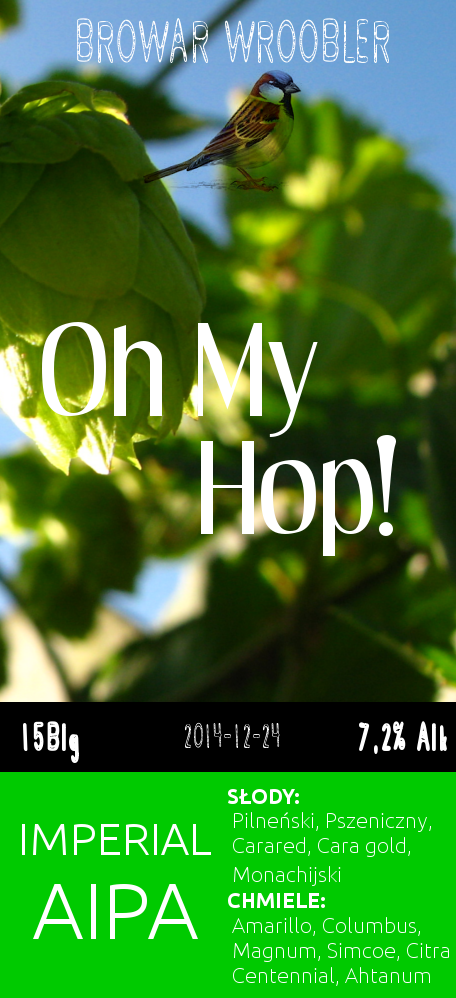 BROWAR WROOBLER
Oh My
Hop!
15Blg 2014-12-24 7,2% Alk
IMPERIAL
AIPA
SŁODY:
Pilneński, Pszeniczny,
Carared, Cara gold,
Monachijski
CHMIELE:
Amarillo, Columbus,
Magnum, Simcoe, Citra
Centennial, Ahtanum